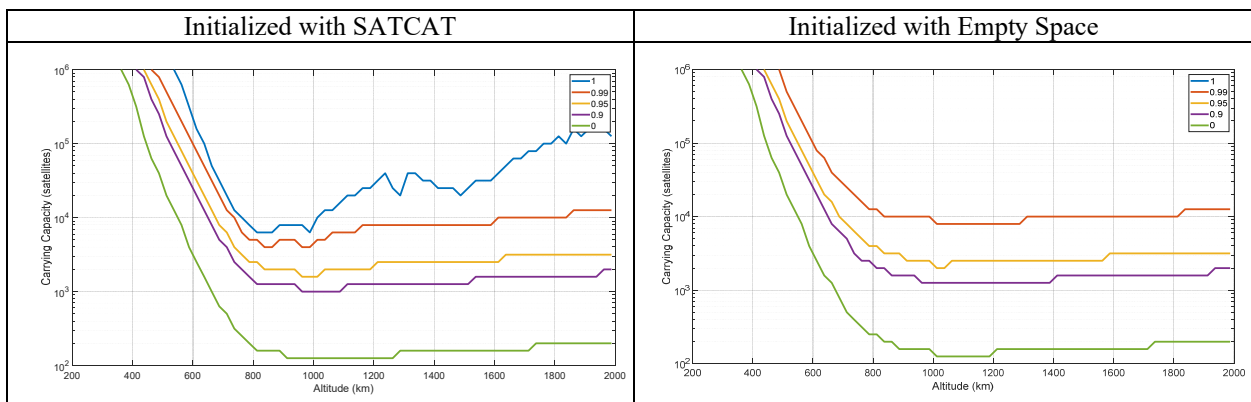 Initialized with SATCAT
Initialized with Empty Space
10^6
10^5
10^4
10^3
10^2
Carrying Capacity (satellites)
200 400 600 800 1000 1200 1400 1600 1800 2000
Altitude (km)
1
0.99
0.95
0.9
0
10^6
10^5
10^4
10^3
10^2
Carrying Capacity (satellites)
200 400 600 800 1000 1200 1400 1600 1800 2000
Altitude (km)
1
0.99
0.95
0.9
0